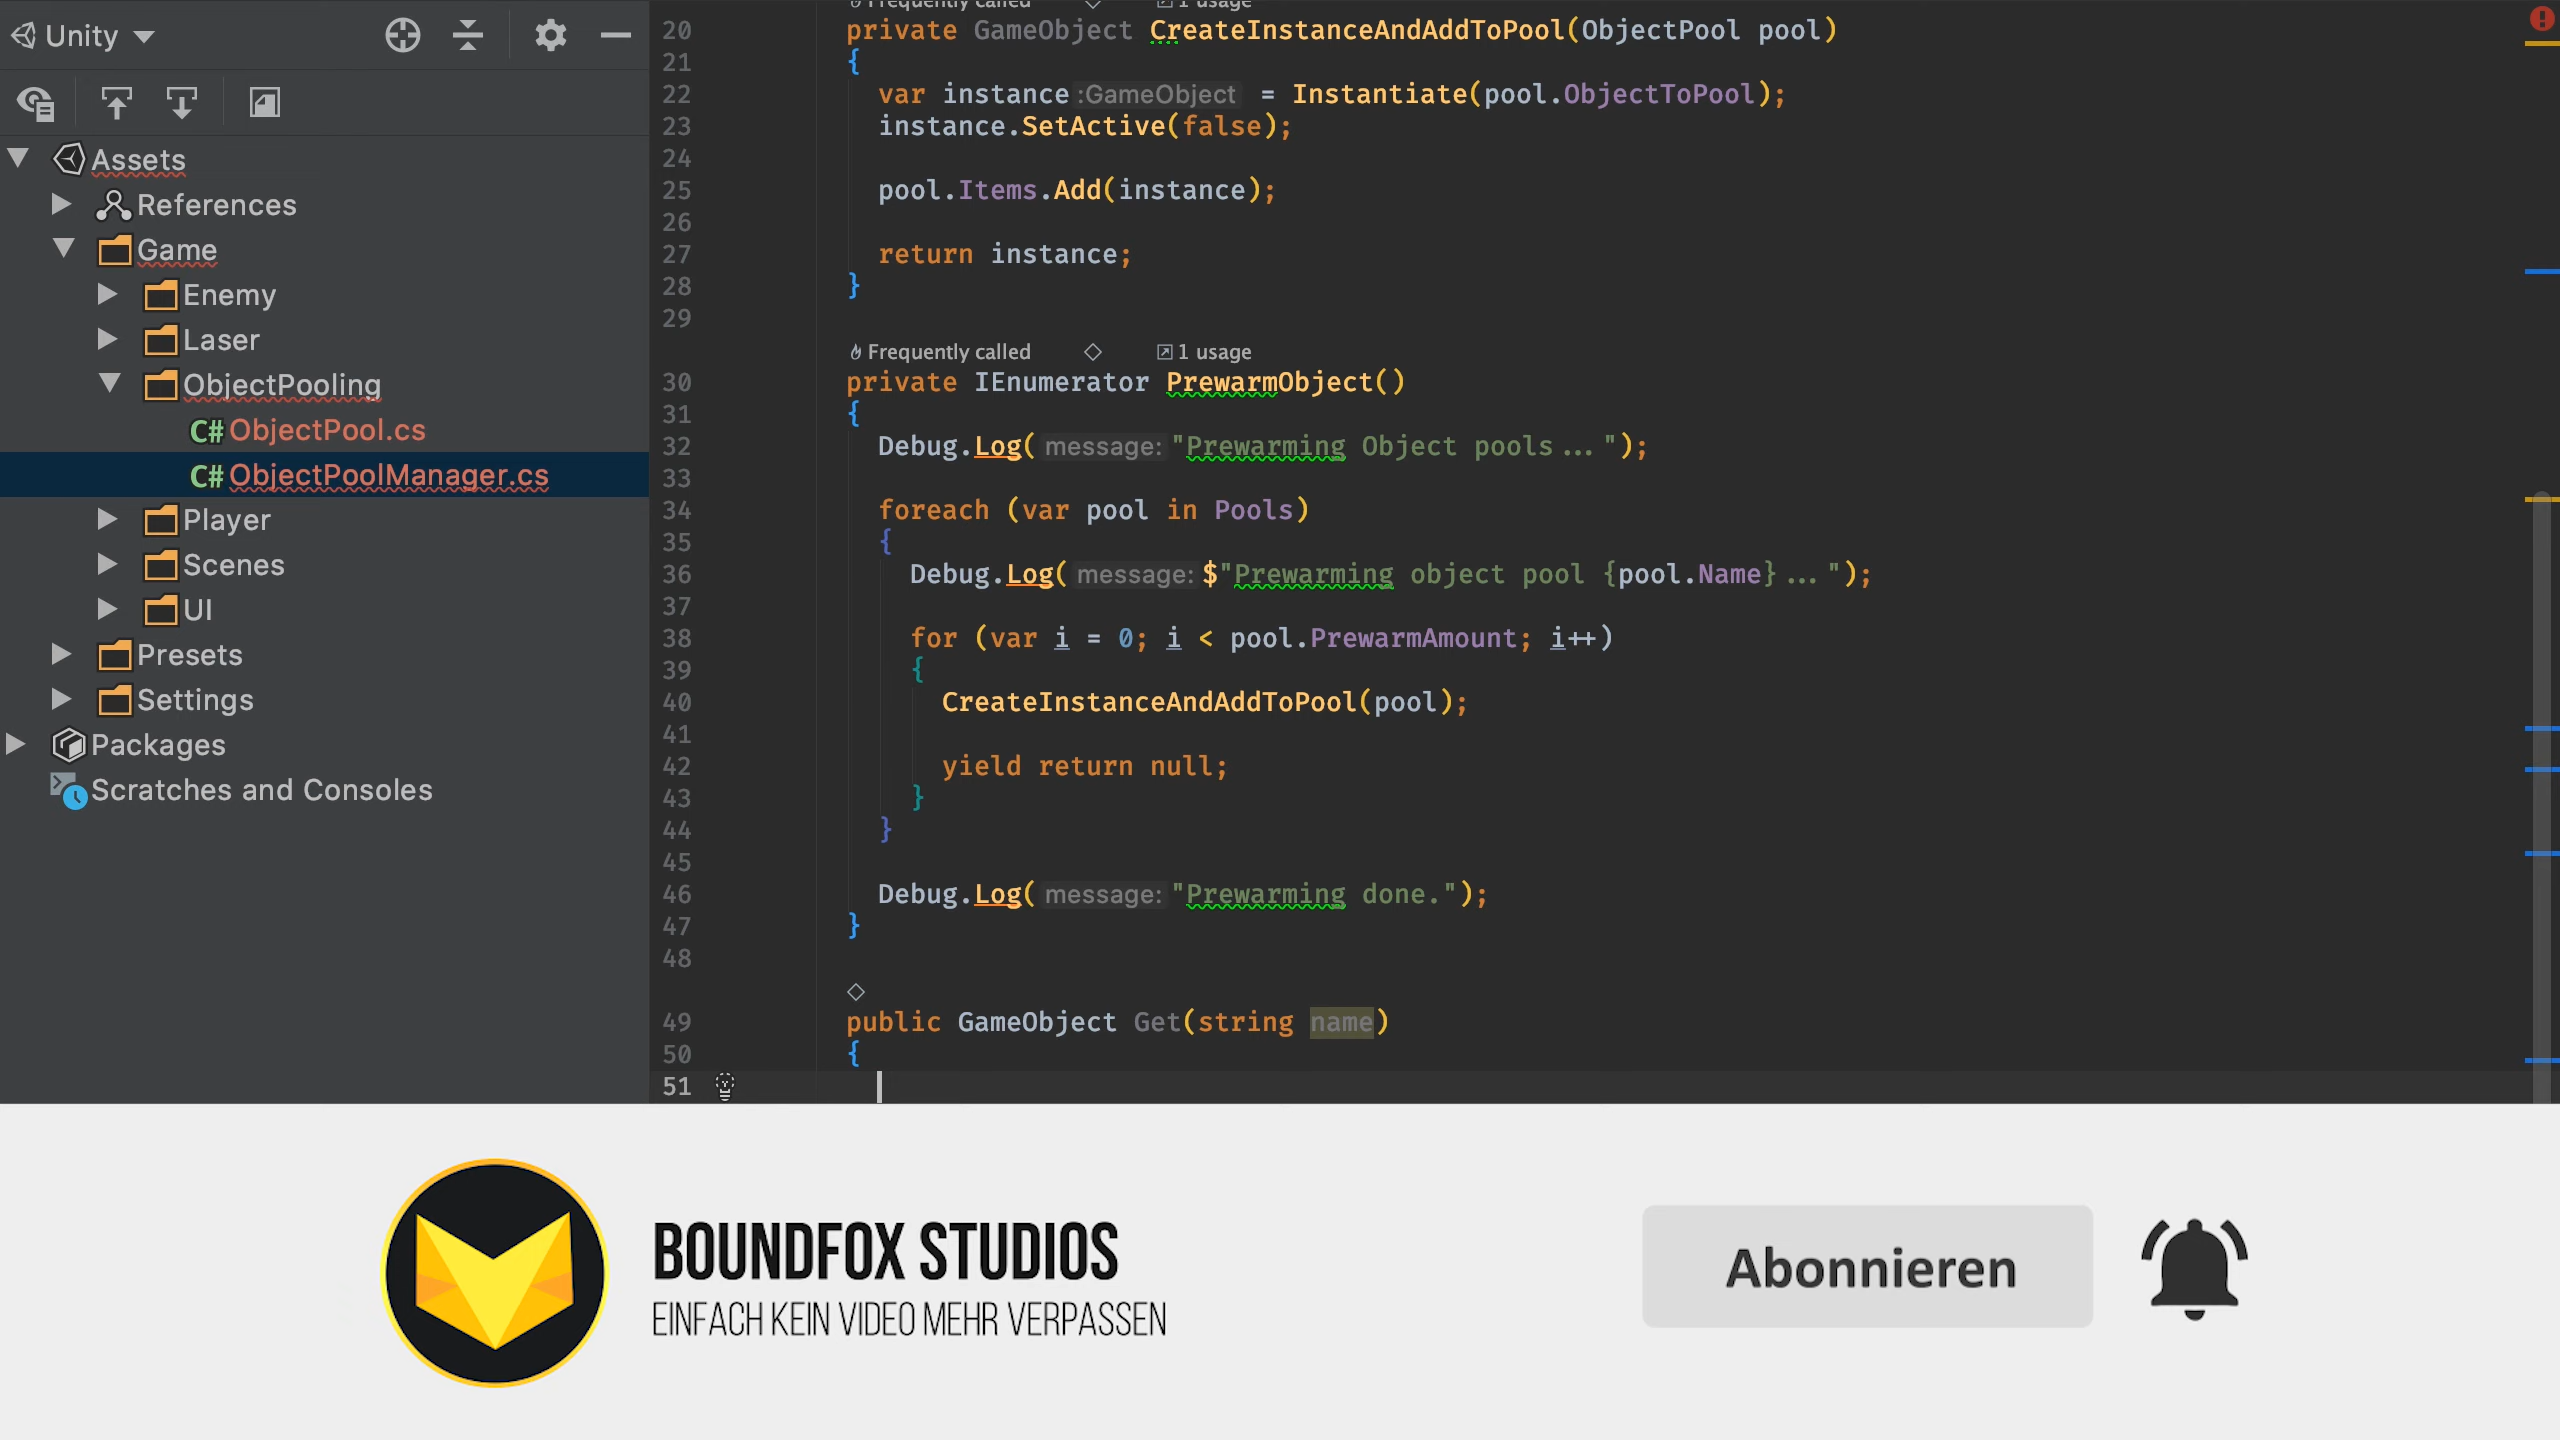 Unity
Assets
References
Game
Enemy
Laser
ObjectPooling
C# ObjectPool.cs
C# ObjectPoolManager.cs
Player
Scenes
UI
Presets
Settings
Packages
Scratches and Consoles
Frequently called 1 usage
20 private GameObject CreateInstanceAndAddToPool(ObjectPool pool)
21 {
22 var instance :GameObject = Instantiate(pool.ObjectToPool);
23 instance.SetActive(false);
24
25 pool.Items.Add(instance);
26
27 return instance;
28 }
29
Frequently called 1 usage
30 private IEnumerator PrewarmObject()
31 {
32 Debug.Log( message: "Prewarming Object pools...");
33
34 foreach (var pool in Pools)
35 {
36 Debug.Log( message: $"Prewarming object pool {pool.Name}...");
37
38 for (var i = 0; i < pool.PrewarmAmount; i++)
39 {
40 CreateInstanceAndAddToPool(pool);
41
42 yield return null;
43 }
44 }
45
46 Debug.Log( message: "Prewarming done.");
47 }
48
49 public GameObject Get(string name)
50 {
51
BOUNDFOX STUDIOS
EINFACH KEIN VIDEO MEHR VERPASSEN
Abonnieren